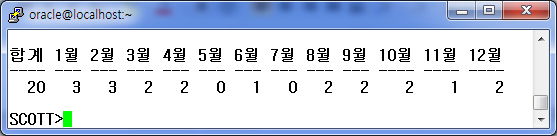 oracle@localhost:~
합계 1월 2월 3월 4월 5월 6월 7월 8월 9월 10월 11월 12월
---- ---- ---- ---- ---- ---- ---- ---- ---- ---- ----- ----- -----
20 3 3 2 2 0 1 0 2 2 2 1 2
SCOTT>